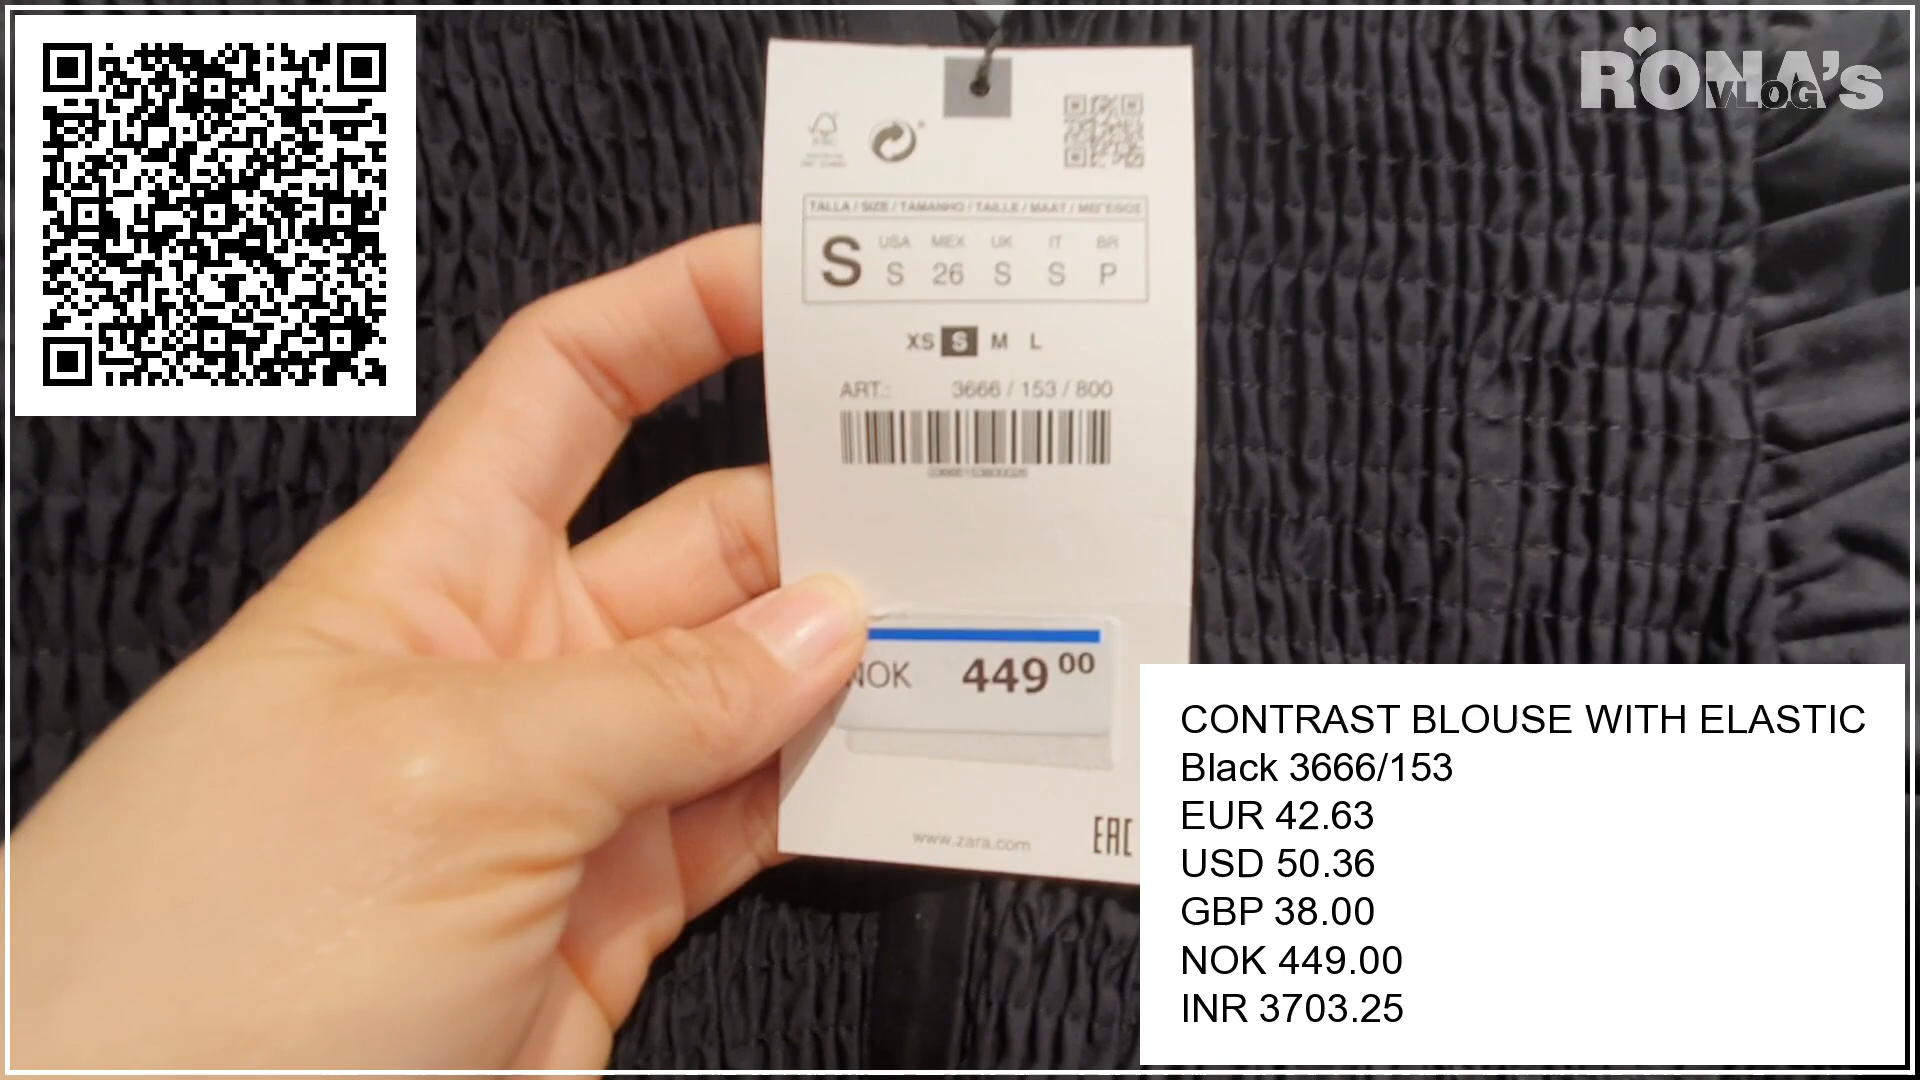 RONA's
VLOG
TALLA / SIZE / TAMANHO / TAILLE / MAAT / ΜΕΓΕΘΟΣ
S
USA MEX UK IT BR
S 26 S S P
XS S M L
ART.: 3666 / 153 / 800
NOK 449 00
www.zara.com
EAC
CONTRAST BLOUSE WITH ELASTIC
Black 3666/153
EUR 42.63
USD 50.36
GBP 38.00
NOK 449.00
INR 3703.25